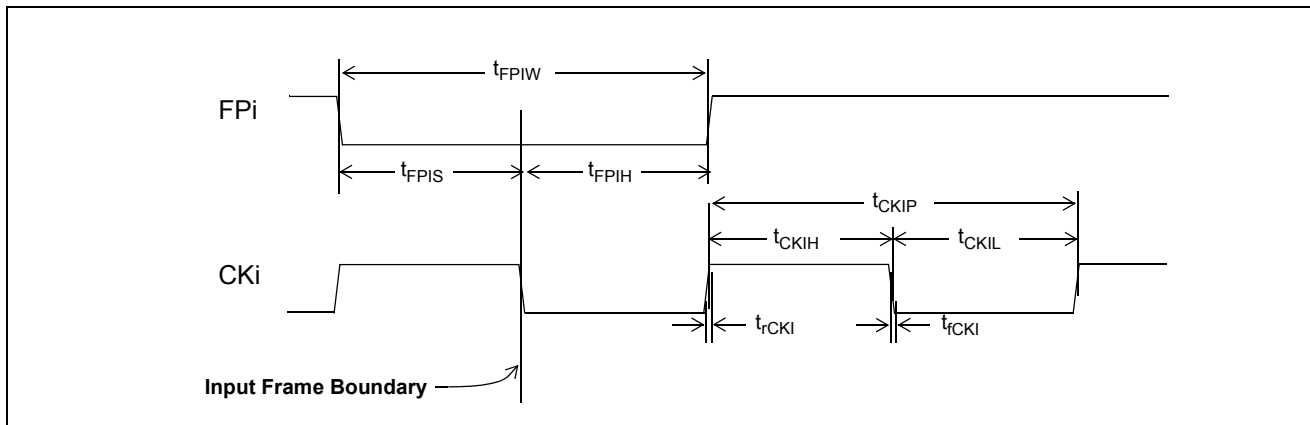 tFPIW
FPi
tFPIS
tFPIH
tCKIP
tCKIH
tCKIL
CKi
trCKI
tfCKI
Input Frame Boundary